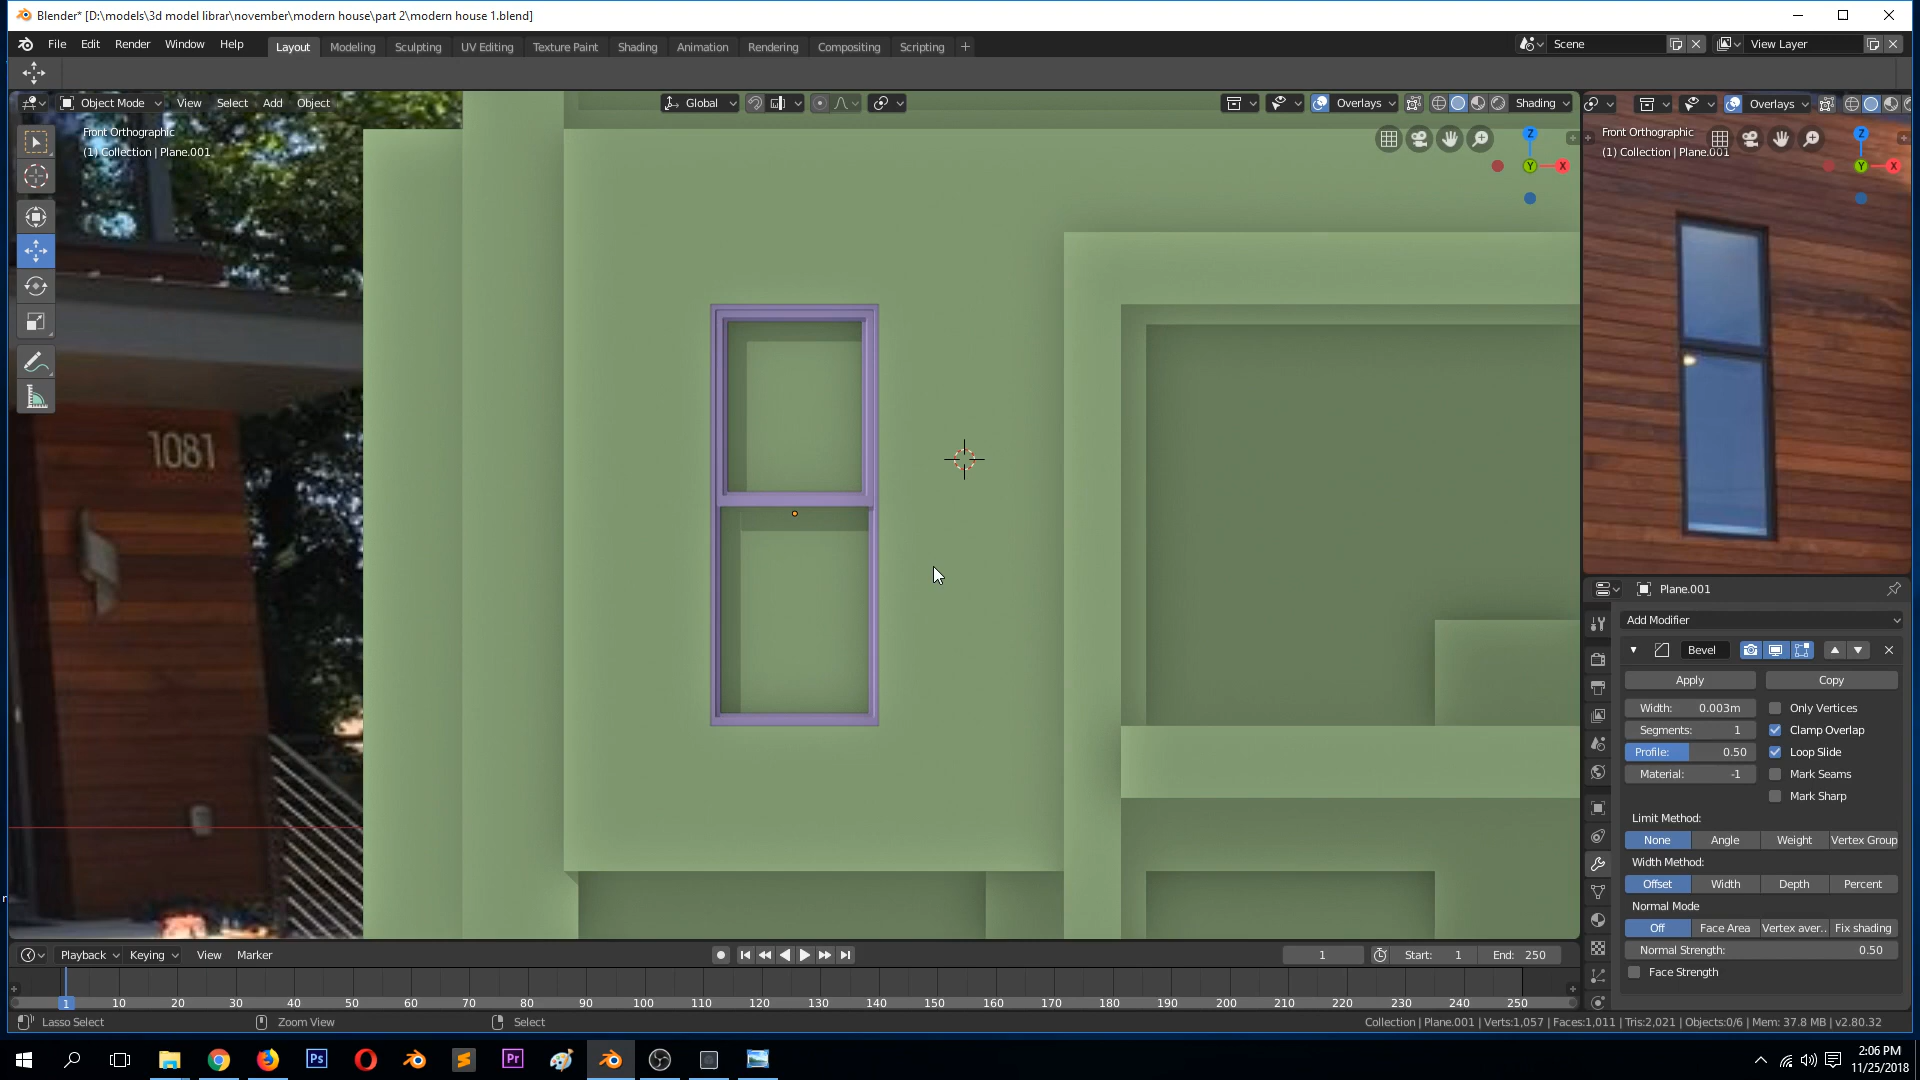 Blender* [D:\models\3d model librar\november\modern house\part 2\modern house 1.blend]
File Edit Render Window Help Layout Modeling Sculpting UV Editing Texture Paint Shading Animation Rendering Compositing Scripting + Scene View Layer
Object Mode View Select Add Object Global Overlays Shading Overlays
Front Orthographic
(1) Collection | Plane.001
Z
Y
X
Front Orthographic
(1) Collection | Plane.001
Z
Y
X
1081
Plane.001
Add Modifier
Bevel
Apply Copy
Width: 0.003m Only Vertices
Segments: 1 Clamp Overlap
Profile: 0.50 Loop Slide
Material: -1 Mark Seams
Mark Sharp
Limit Method:
None Angle Weight Vertex Group
Width Method:
Offset Width Depth Percent
Normal Mode
Off Face Area Vertex aver.. Fix shading
Normal Strength: 0.50
Face Strength
Playback Keying View Marker 1 Start: 1 End: 250
1 10 20 30 40 50 60 70 80 90 100 110 120 130 140 150 160 170 180 190 200 210 220 230 240 250
Lasso Select Zoom View Select Collection | Plane.001 | Verts:1,057 | Faces:1,011 | Tris:2,021 | Objects:0/6 | Mem: 37.8 MB | v2.80.32
Ps Pr
2:06 PM
11/25/2018